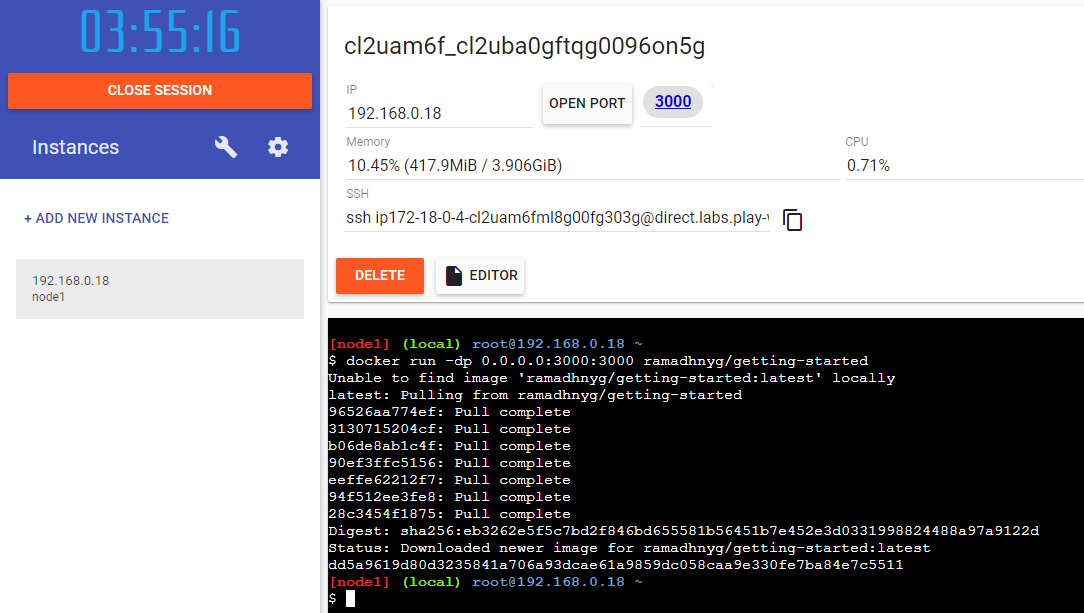 03:55:16
CLOSE SESSION
Instances
+ ADD NEW INSTANCE
192.168.0.18
node1
cl2uam6f_cl2uba0gftqg0096on5g
IP
192.168.0.18
OPEN PORT
3000
Memory
10.45% (417.9MiB / 3.906GiB)
CPU
0.71%
SSH
ssh ip172-18-0-4-cl2uam6fml8g00fg303g@direct.labs.play-
DELETE
EDITOR
[node1] (local) root@192.168.0.18 ~
$ docker run -dp 0.0.0.0:3000:3000 ramadhnyg/getting-started
Unable to find image 'ramadhnyg/getting-started:latest' locally
latest: Pulling from ramadhnyg/getting-started
96526aa774ef: Pull complete
3130715204cf: Pull complete
b06de8ab1c4f: Pull complete
90ef3ffc5156: Pull complete
eeffe62212f7: Pull complete
94f512ee3fe8: Pull complete
28c3454f1875: Pull complete
Digest: sha256:eb3262e5f5c7bd2f846bd655581b56451b7e452e3d0331998824488a97a9122d
Status: Downloaded newer image for ramadhnyg/getting-started:latest
dd5a9619d80d3235841a706a93dcae61a9859dc058caa9e330fe7ba84e7c5511
[node1] (local) root@192.168.0.18 ~
$